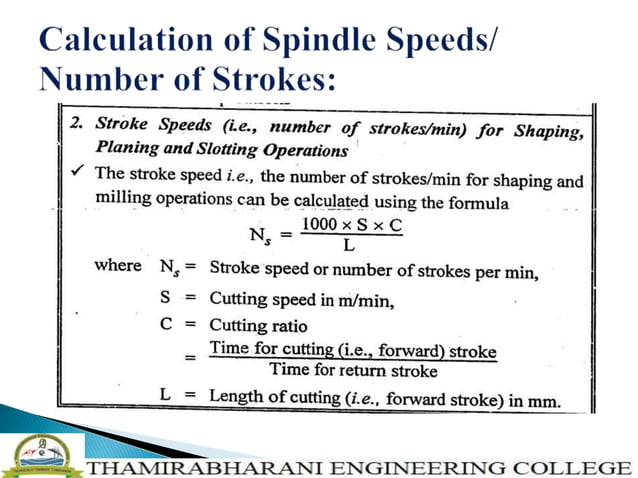 Calculation of Spindle Speeds/
Number of Strokes:
2. Stroke Speeds (i.e., number of strokes/min) for Shaping,
Planing and Slotting Operations
✓ The stroke speed i.e., the number of strokes/min for shaping and
milling operations can be calculated using the formula
Ns = 1000 × S × C / L
where Ns = Stroke speed or number of strokes per min,
S = Cutting speed in m/min,
C = Cutting ratio
= Time for cutting (i.e., forward) stroke / Time for return stroke
L = Length of cutting (i.e., forward stroke) in mm.
THAMIRABHARANI ENGINEERING COLLEGE